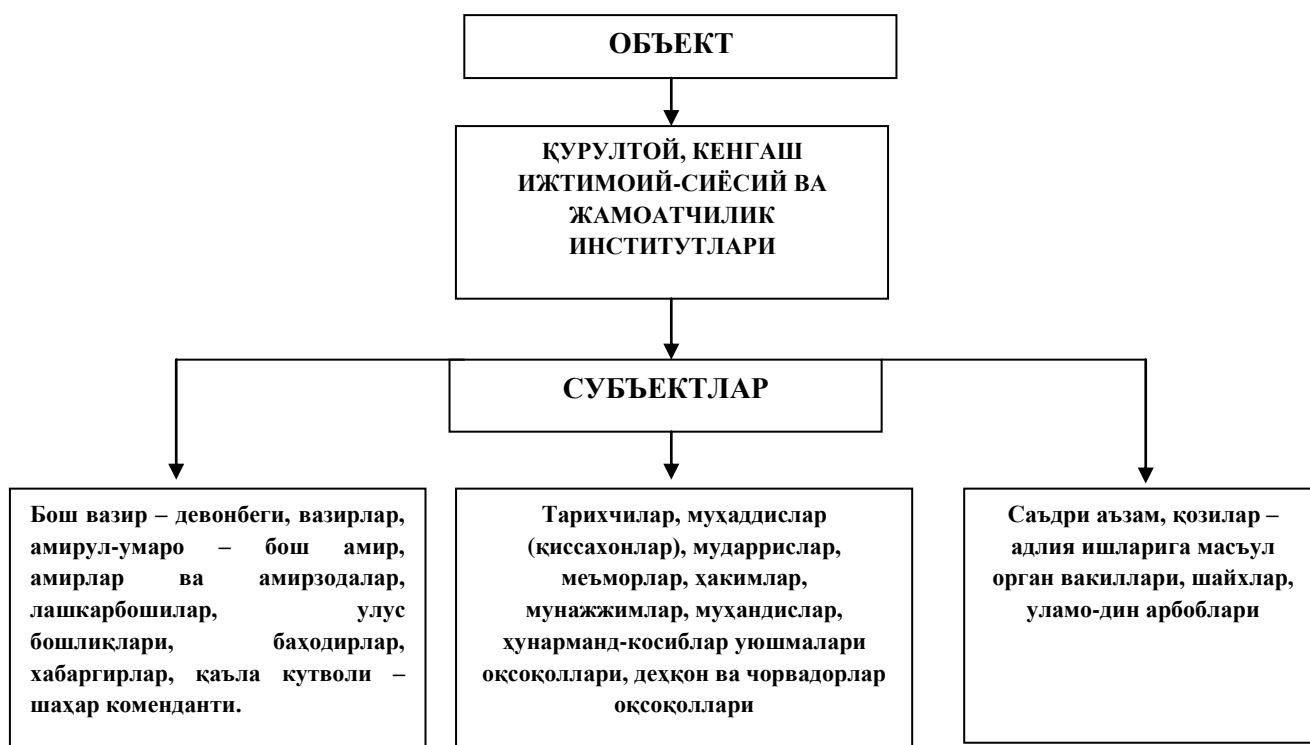 ОБЪЕКТ
ҚУРУЛТОЙ, КЕНГАШ
ИЖТИМОИЙ-СИЁСИЙ ВА
ЖАМОАТЧИЛИК
ИНСТИТУТЛАРИ
СУБЪЕКТЛАР
Бош вазир – девонбеги, вазирлар,
амирул-умаро – бош амир,
амирлар ва амирзодалар,
лашкарбошилар, улус
бошлиқлари, баҳодирлар,
хабаргирлар, қаъла кутволи –
шаҳар коменданти.
Тарихчилар, муҳаддислар
(қиссахонлар), мударрислар,
меъморлар, ҳакимлар,
мунажжимлар, муҳандислар,
ҳунарманд-косиблар уюшмалари
оқсоқоллари, деҳқон ва чорвадорлар
оқсоқоллари
Саъдри аъзам, қозилар –
адлия ишларига масъул
орган вакиллари, шайхлар,
уламо-дин арбоблари